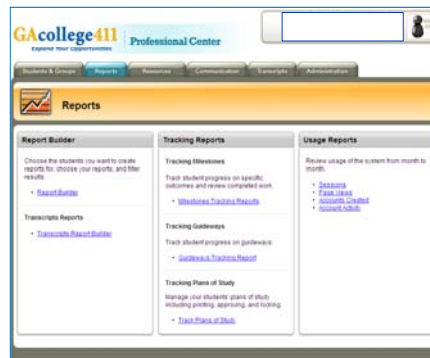 GAcollege411
Expand Your Opportunities
Professional Center
Students & Groups
Reports
Resources
Communication
Transcripts
Administration
Reports
Report Builder
Choose the students you want to create
reports for, choose your reports, and filter
results.
• Report Builder
Transcripts Reports
• Transcripts Report Builder
Tracking Reports
Tracking Milestones
Track student progress on specific
outcomes and review completed work.
• Milestones Tracking Reports
Tracking Guideways
Track student progress on guideways:
• Guideways Tracking Report
Tracking Plans of Study
Manage your students' plans of study
including printing, approving, and locking.
• Track Plans of Study
Usage Reports
Review usage of the system from month to
month.
• Sessions
• Page Views
• Accounts Created
• Account Activity